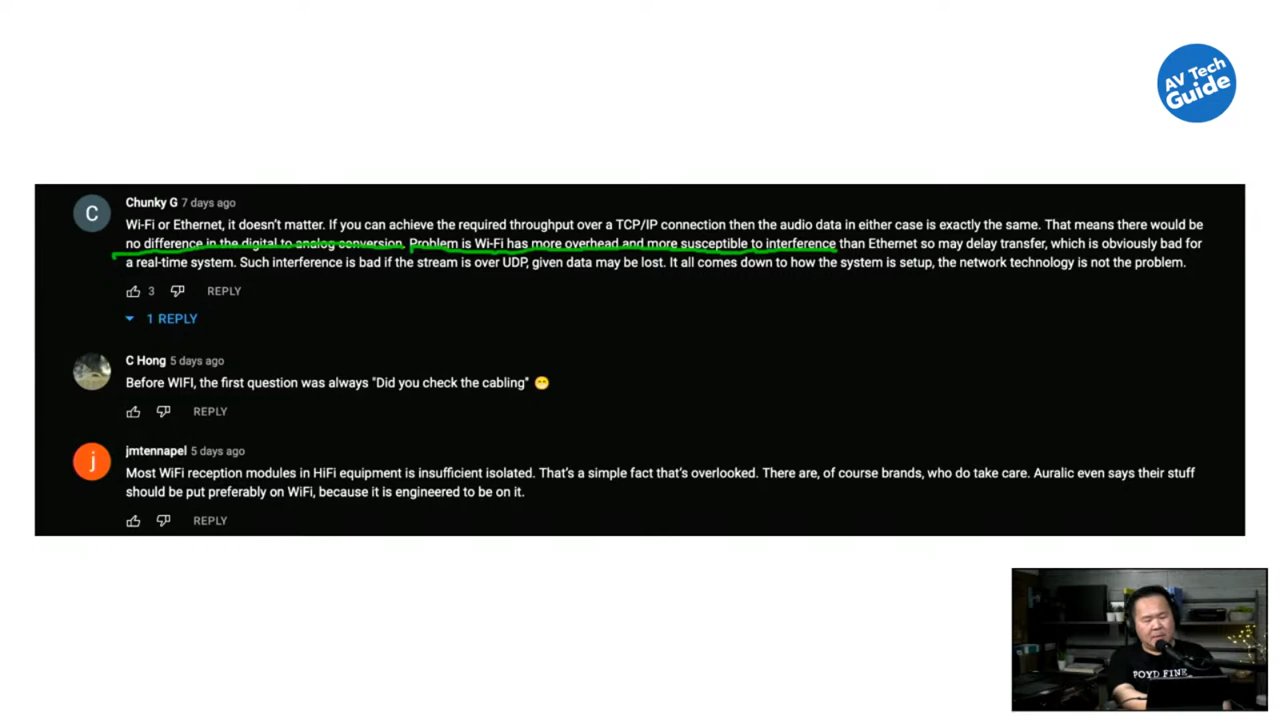 AV Tech
Guide
C
Chunky G 7 days ago
Wi-Fi or Ethernet, it doesn't matter. If you can achieve the required throughput over a TCP/IP connection then the audio data in either case is exactly the same. That means there would be
no difference in the digital to analog conversion. Problem is Wi-Fi has more overhead and more susceptible to interference than Ethernet so may delay transfer, which is obviously bad for
a real-time system. Such interference is bad if the stream is over UDP, given data may be lost. It all comes down to how the system is setup, the network technology is not the problem.
3 REPLY
1 REPLY
C Hong 5 days ago
Before WIFI, the first question was always "Did you check the cabling" 😁
REPLY
j
jmtennapel 5 days ago
Most WiFi reception modules in HiFi equipment is insufficient isolated. That's a simple fact that's overlooked. There are, of course brands, who do take care. Auralic even says their stuff
should be put preferably on WiFi, because it is engineered to be on it.
REPLY
POYD FINE